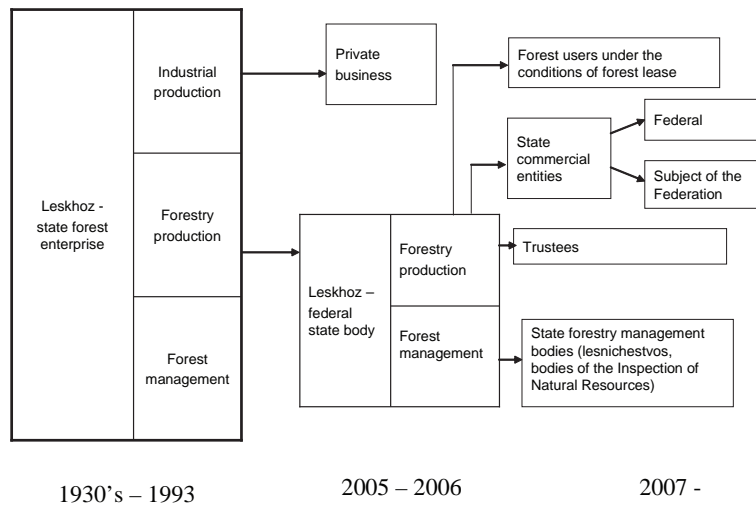 Leskhoz -
state forest
enterprise
Industrial
production
Forestry
production
Forest
management
Private
business
Leskhoz –
federal
state body
Forestry
production
Forest
management
Forest users under the
conditions of forest lease
State
commercial
entities
Federal
Subject of the
Federation
Trustees
State forestry management
bodies (lesnichestvos,
bodies of the Inspection of
Natural Resources)
1930’s – 1993
2005 – 2006
2007 -